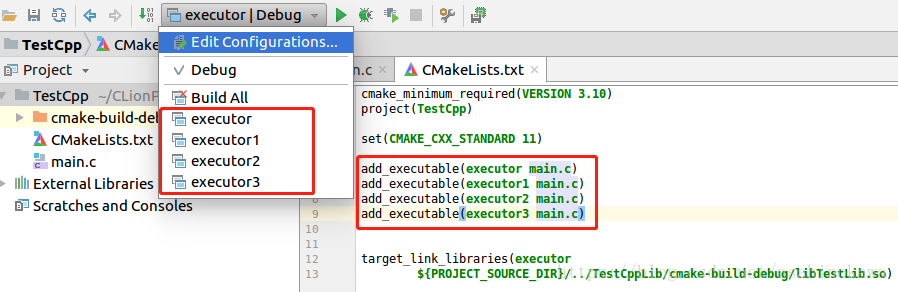 executor | Debug
TestCpp
CMa
Edit Configurations...
Project
Debug
n.c
CMakeLists.txt
TestCpp ~/CLionP
Build All
cmake-build-deb
executor
CMakeLists.txt
executor1
main.c
executor2
External Libraries
executor3
Scratches and Consoles
cmake_minimum_required(VERSION 3.10)
project(TestCpp)
set(CMAKE_CXX_STANDARD 11)
add_executable(executor main.c)
add_executable(executor1 main.c)
8 add_executable(executor2 main.c)
9 add_executable(executor3 main.c)
10
11
12 target_link_libraries(executor
13 ${PROJECT_SOURCE_DIR}/../TestCppLib/cmake-build-debug/libTestLib.so)